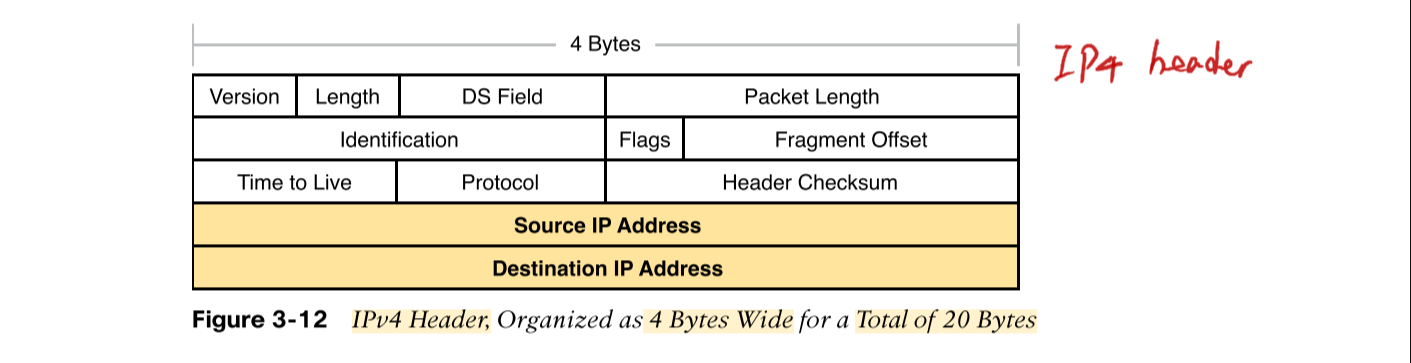 4 Bytes
IP4 header
Version Length DS Field Packet Length
Identification Flags Fragment Offset
Time to Live Protocol Header Checksum
Source IP Address
Destination IP Address
Figure 3-12 IPv4 Header, Organized as 4 Bytes Wide for a Total of 20 Bytes